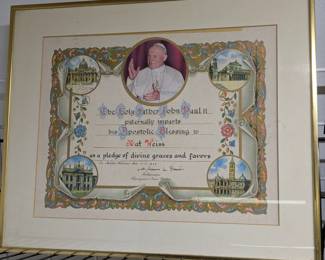 The Holy Father John Paul II
paternally imparts
his Apostolic Blessing to
Nat Weiss
as a pledge of divine graces and favors